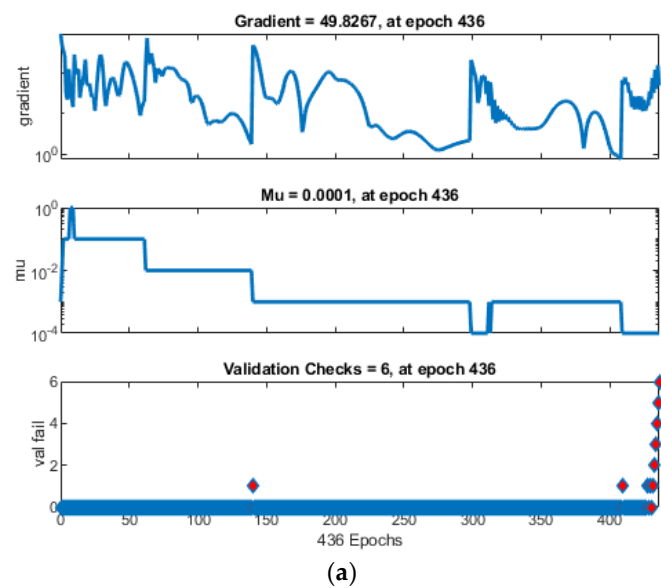 Gradient = 49.8267, at epoch 436
gradient
10^0
Mu = 0.0001, at epoch 436
10^0
mu
10^-2
10^-4
Validation Checks = 6, at epoch 436
6
4
val fail
2
0
0 50 100 150 200 250 300 350 400
436 Epochs
(a)